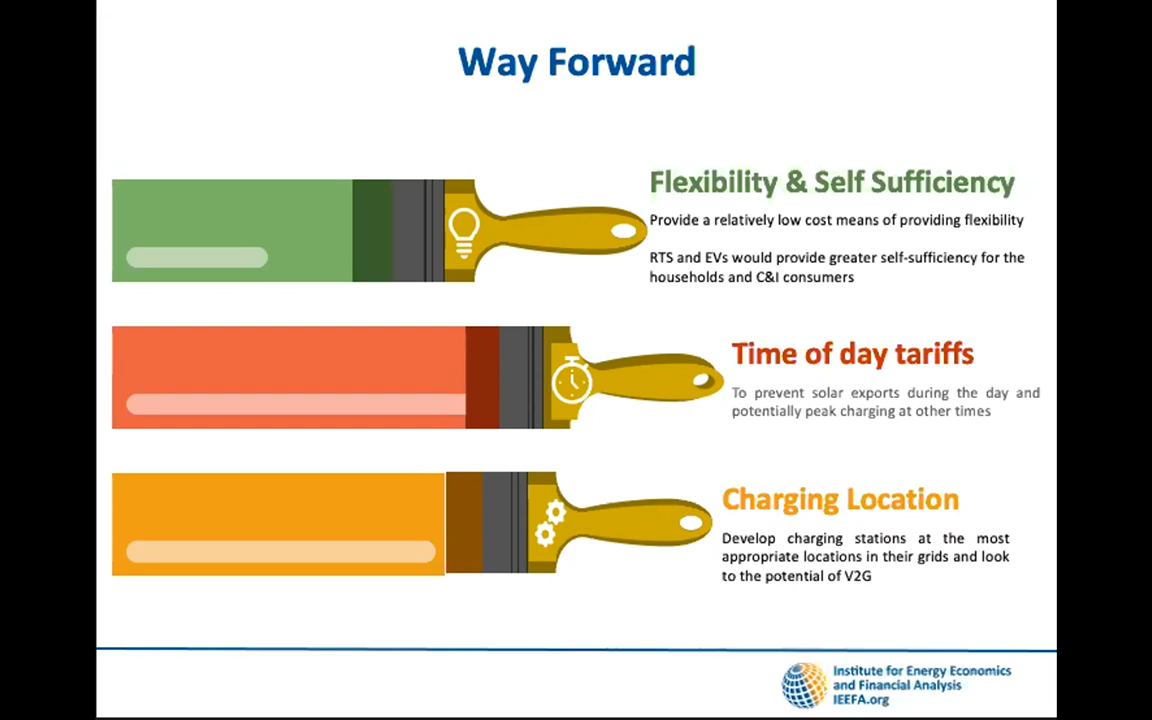 Way Forward
Flexibility & Self Sufficiency
Provide a relatively low cost means of providing flexibility
RTS and EVs would provide greater self-sufficiency for the
households and C&I consumers
Time of day tariffs
To prevent solar exports during the day and
potentially peak charging at other times
Charging Location
Develop charging stations at the most
appropriate locations in their grids and look
to the potential of V2G
Institute for Energy Economics
and Financial Analysis
IEEFA.org